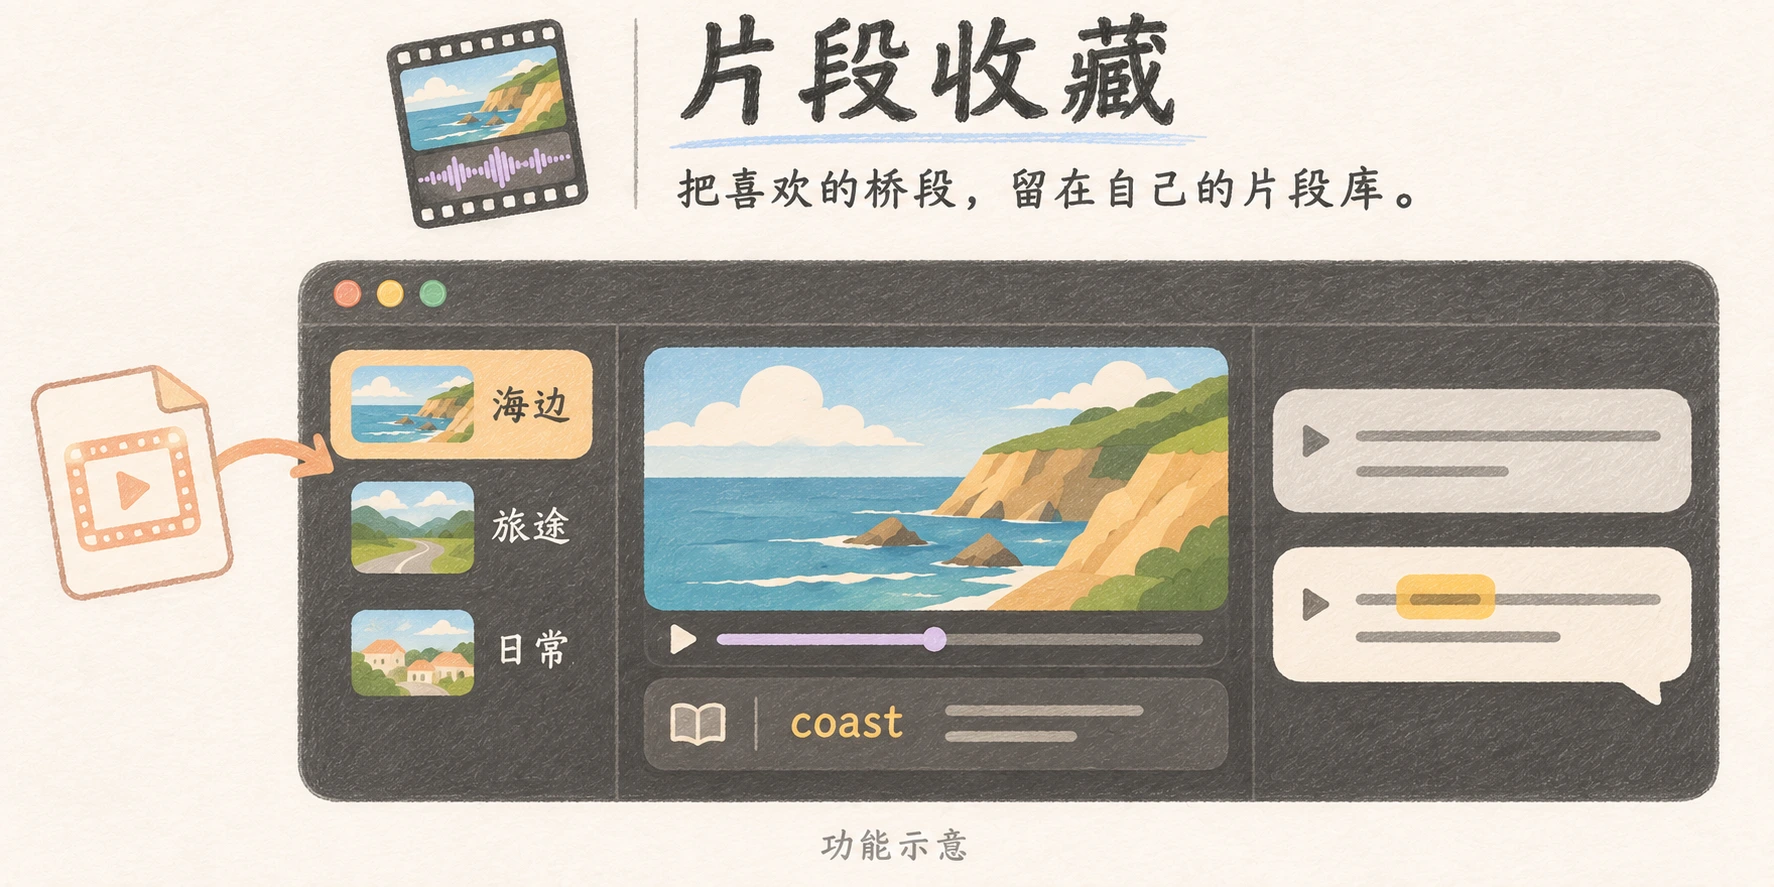 片段收藏
把喜欢的桥段，留在自己的片段库。
海边
旅途
日常
coast
功能示意